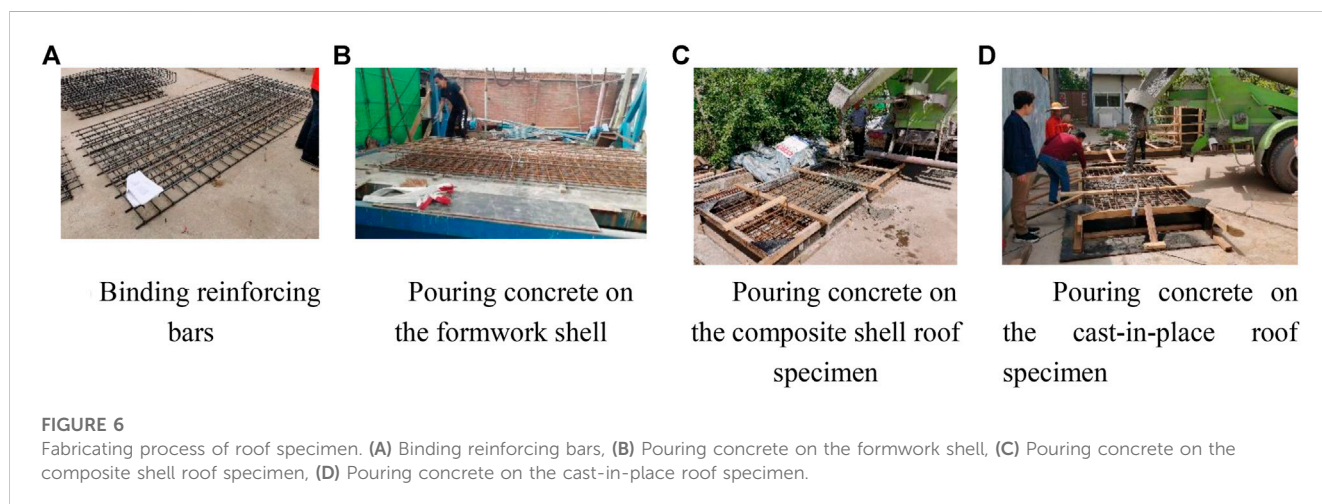 A
B
C
D
Binding reinforcing
bars
Pouring concrete on
the formwork shell
Pouring concrete on
the composite shell roof
specimen
Pouring concrete on
the cast-in-place roof
specimen
FIGURE 6
Fabricating process of roof specimen. (A) Binding reinforcing bars, (B) Pouring concrete on the formwork shell, (C) Pouring concrete on the
composite shell roof specimen, (D) Pouring concrete on the cast-in-place roof specimen.